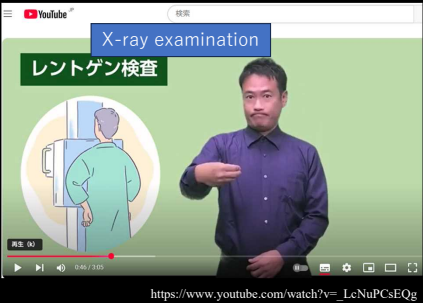 YouTube JP
検索
X-ray examination
レントゲン検査
再生 (k)
0:46 / 3:05
https://www.youtube.com/watch?v=_LcNuPCsEQg